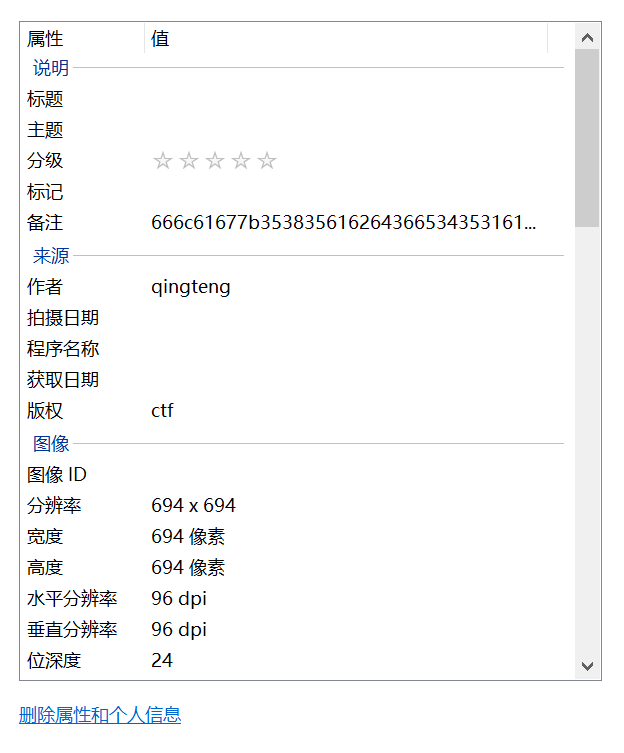 属性 值
说明
标题
主题
分级
标记
备注 666c61677b35383561626436653435316​1...
来源
作者 qingteng
拍摄日期
程序名称
获取日期
版权 ctf
图像
图像 ID
分辨率 694 x 694
宽度 694 像素
高度 694 像素
水平分辨率 96 dpi
垂直分辨率 96 dpi
位深度 24
删除属性和个人信息